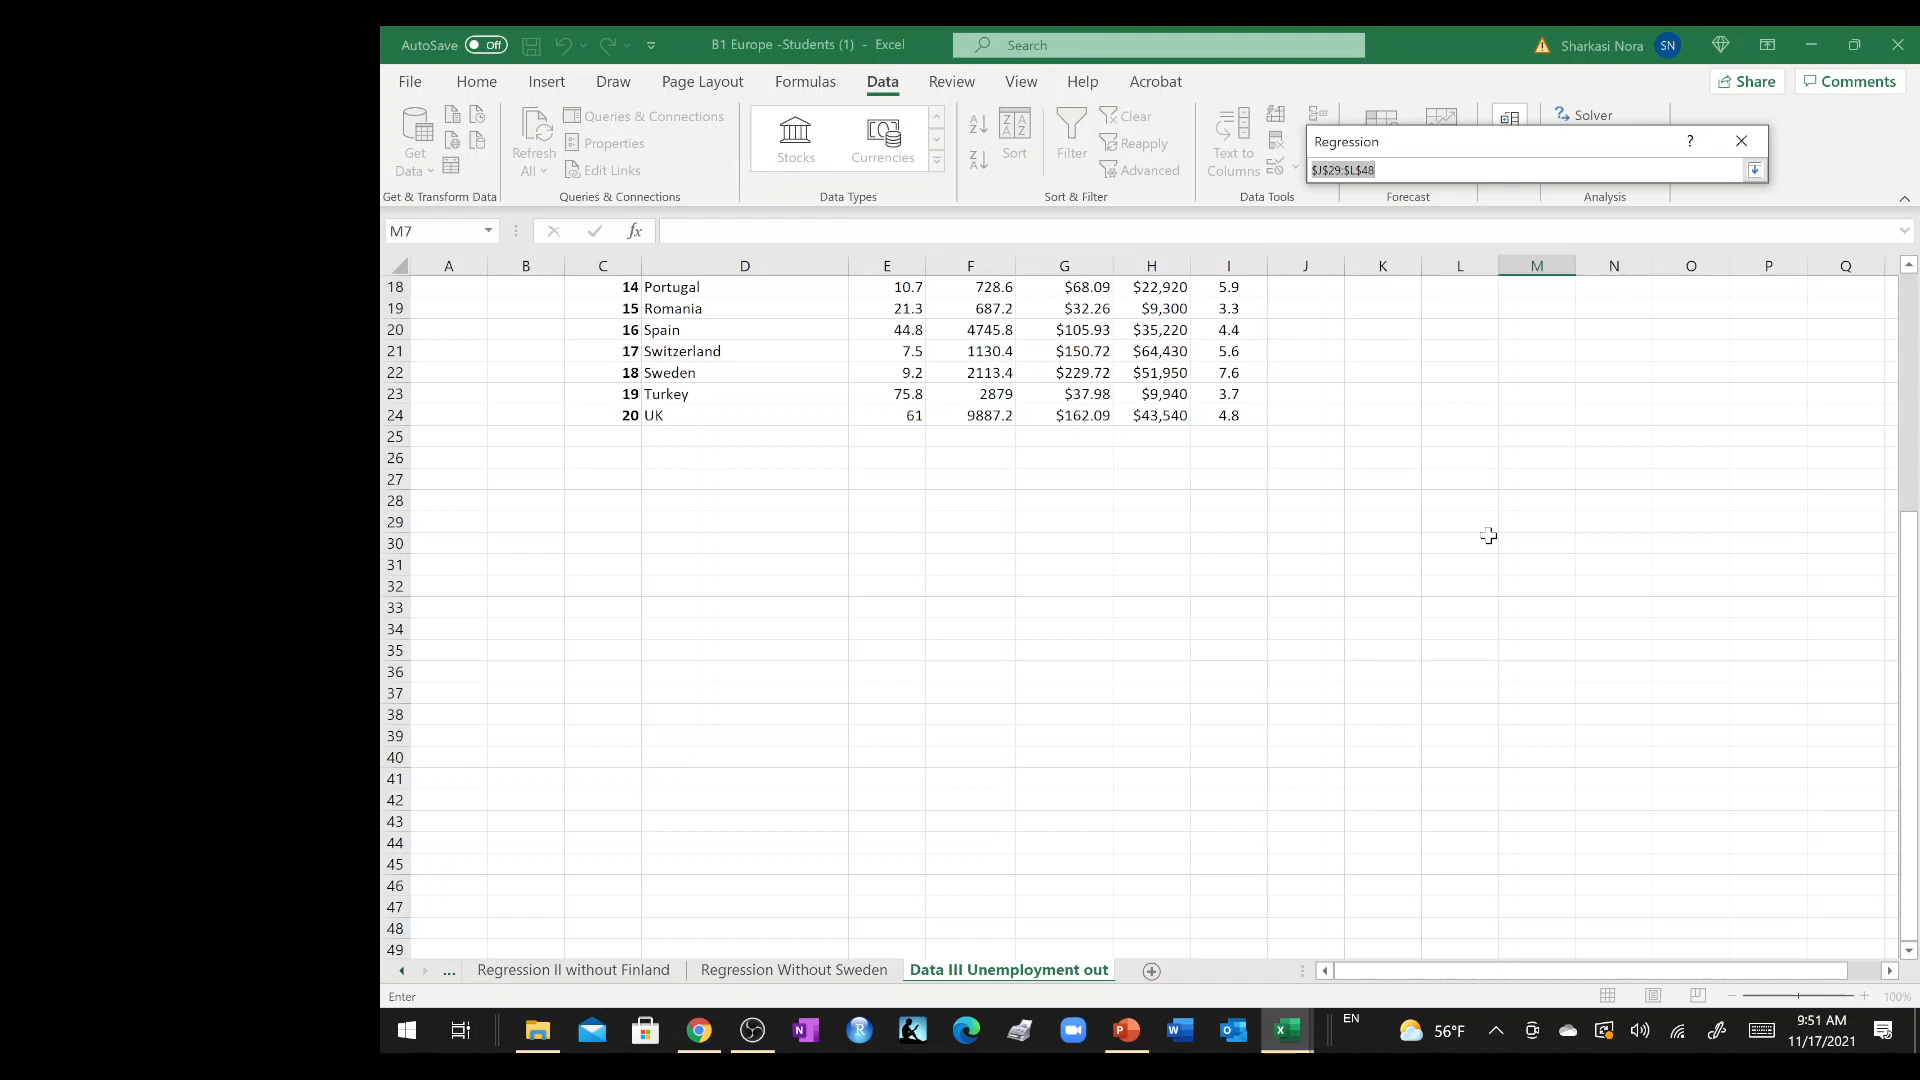 AutoSave Off B1 Europe -Students (1) - Excel Search Sharkasi Nora SN
File Home Insert Draw Page Layout Formulas Data Review View Help Acrobat Share Comments
Get Data Refresh All Queries & Connections Properties Edit Links Stocks Currencies Sort Filter Clear Reapply Advanced Text to Columns Solver
Regression ?
$J$29:$L$48
Get & Transform Data Queries & Connections Data Types Sort & Filter Data Tools Forecast Analysis
M7 fx
A B C D E F G H I J K L M N O P Q
18 14 Portugal 10.7 728.6 $68.09 $22,920 5.9
19 15 Romania 21.3 687.2 $32.26 $9,300 3.3
20 16 Spain 44.8 4745.8 $105.93 $35,220 4.4
21 17 Switzerland 7.5 1130.4 $150.72 $64,430 5.6
22 18 Sweden 9.2 2113.4 $229.72 $51,950 7.6
23 19 Turkey 75.8 2879 $37.98 $9,940 3.7
24 20 UK 61 9887.2 $162.09 $43,540 4.8
25
26
27
28
29
30
31
32
33
34
35
36
37
38
39
40
41
42
43
44
45
46
47
48
49
... Regression II without Finland Regression Without Sweden Data III Unemployment out
Enter 100%
EN 56°F 9:51 AM
11/17/2021